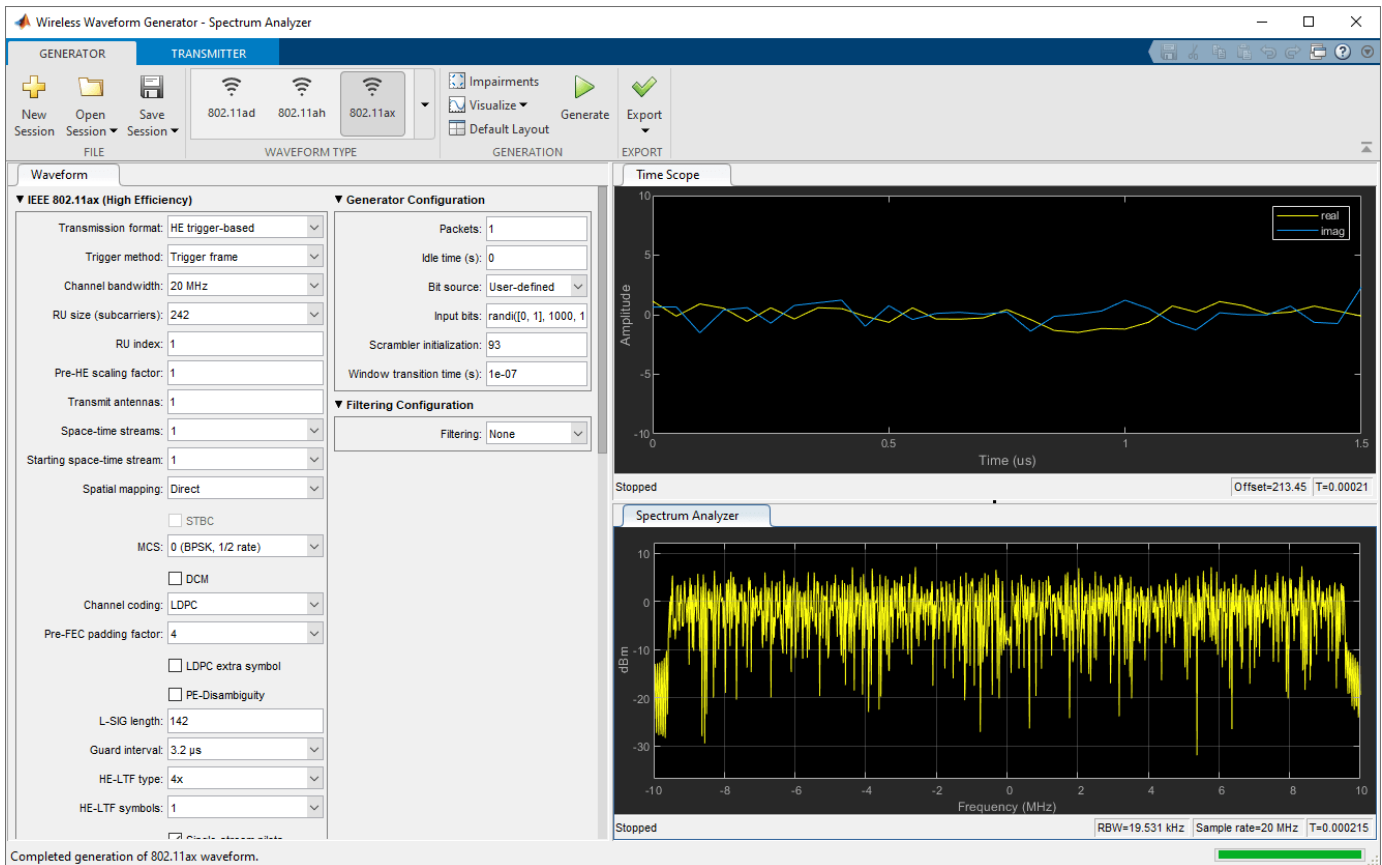 Wireless Waveform Generator - Spectrum Analyzer
GENERATOR
TRANSMITTER
New Session
Open Session
Save Session
FILE
802.11ad
802.11ah
802.11ax
WAVEFORM TYPE
Impairments
Visualize
Default Layout
Generate
GENERATION
Export
EXPORT
Waveform
IEEE 802.11ax (High Efficiency)
Transmission format: HE trigger-based
Trigger method: Trigger frame
Channel bandwidth: 20 MHz
RU size (subcarriers): 242
RU index: 1
Pre-HE scaling factor: 1
Transmit antennas: 1
Space-time streams: 1
Starting space-time stream: 1
Spatial mapping: Direct
STBC
MCS: 0 (BPSK, 1/2 rate)
DCM
Channel coding: LDPC
Pre-FEC padding factor: 4
LDPC extra symbol
PE-Disambiguity
L-SIG length: 142
Guard interval: 3.2 µs
HE-LTF type: 4x
HE-LTF symbols: 1
Generator Configuration
Packets: 1
Idle time (s): 0
Bit source: User-defined
Input bits: randi([0, 1], 1000, 1
Scrambler initialization: 93
Window transition time (s): 1e-07
Filtering Configuration
Filtering: None
Time Scope
10
5
0
-5
-10
Amplitude
real
imag
0 0.5 1 1.5
Time (us)
Stopped
Offset=213.45 T=0.00021
Spectrum Analyzer
10
0
-10
-20
-30
dBm
-10 -8 -6 -4 -2 0 2 4 6 8 10
Frequency (MHz)
Stopped
RBW=19.531 kHz Sample rate=20 MHz T=0.000215
Completed generation of 802.11ax waveform.